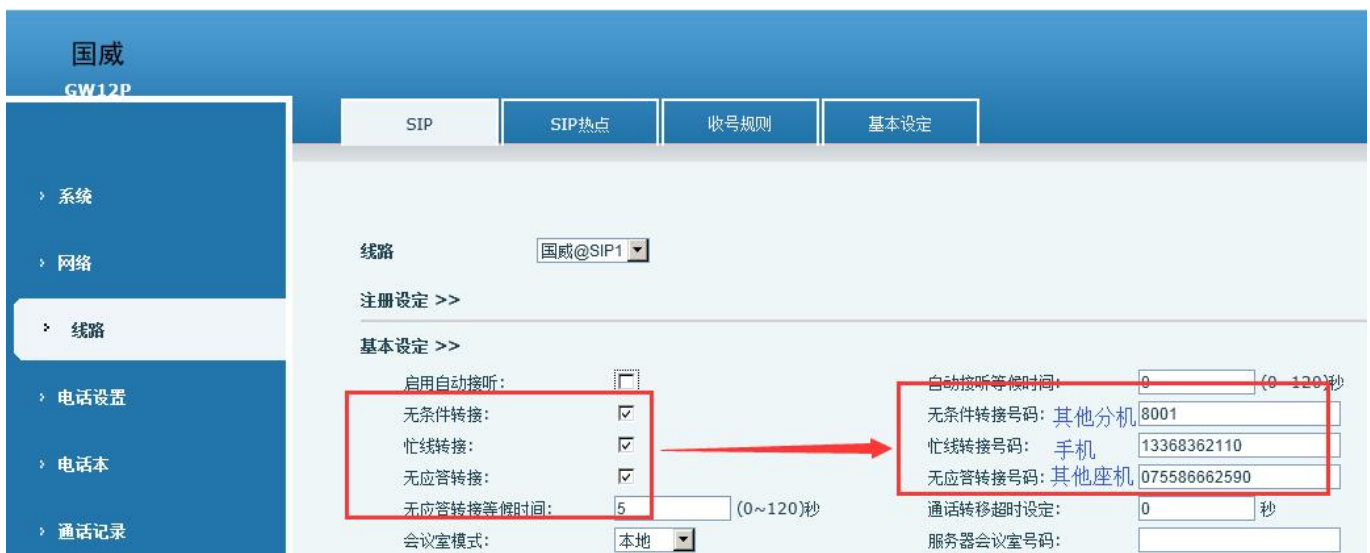 国威
GW12P
SIP
SIP热点
收号规则
基本设定
系统
网络
线路
电话设置
电话本
通话记录
线路 国威@SIP1
注册设定 >>
基本设定 >>
启用自动接听: 自动接听等候时间: 0 (0~120)秒
无条件转接: 无条件转接号码: 其他分机 8001
忙线转接: 忙线转接号码: 手机 13368362110
无应答转接: 无应答转接号码: 其他座机 075586662590
无应答转接等候时间: 5 (0~120)秒 通话转移超时设定: 0 秒
会议室模式: 本地 服务器会议室号码: